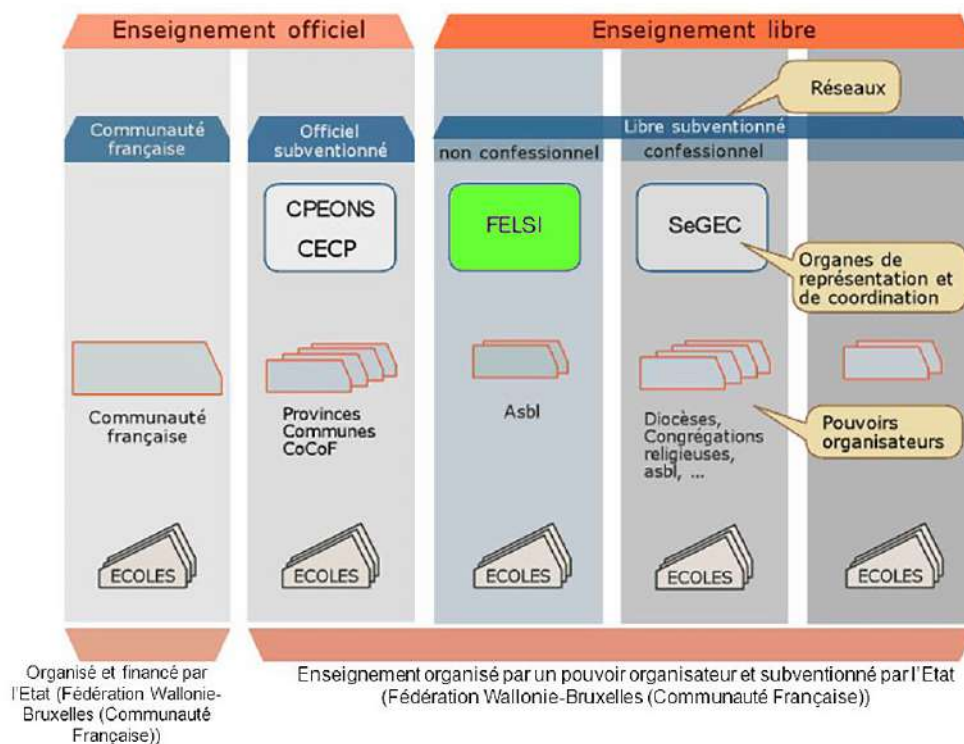 Enseignement officiel
Enseignement libre
Réseaux
Communauté
française
Officiel
subventionné
Libre subventionné
non confessionnel
confessionnel
CPEONS
CECP
FELSI
SeGEC
Organes de
représentation et
de coordination
Communauté
française
Provinces
Communes
CoCoF
Asbl
Diocèses,
Congrégations
religieuses,
asbl, ...
Pouvoirs
organisateurs
ECOLES
ECOLES
ECOLES
ECOLES
ECOLES
Organisé et financé par
l'Etat (Fédération Wallonie-
Bruxelles (Communauté
Française))
Enseignement organisé par un pouvoir organisateur et subventionné par l'Etat
(Fédération Wallonie-Bruxelles (Communauté Française))